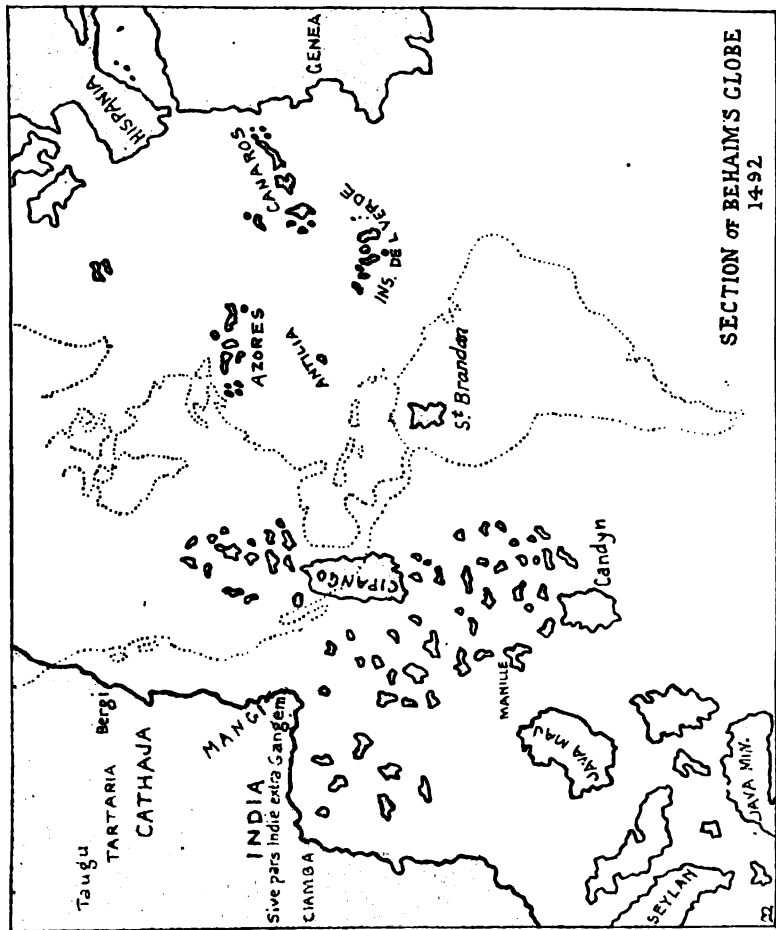 HISPANIA
Taugu
TARTARIA
Bergi
CATHAJA
MANGI
INDIA
Sive pars Indie extra Gangem
CIAMBA
AZORES
CANAROS
GENEA
ANTILIA
INS. DE L VERDE
CIPANGO
St Brandan
MANILLE
Candyn
JAVA MAJ
SEYLAN
JAVA MIN.
SECTION OF BEHAIM'S GLOBE
1492